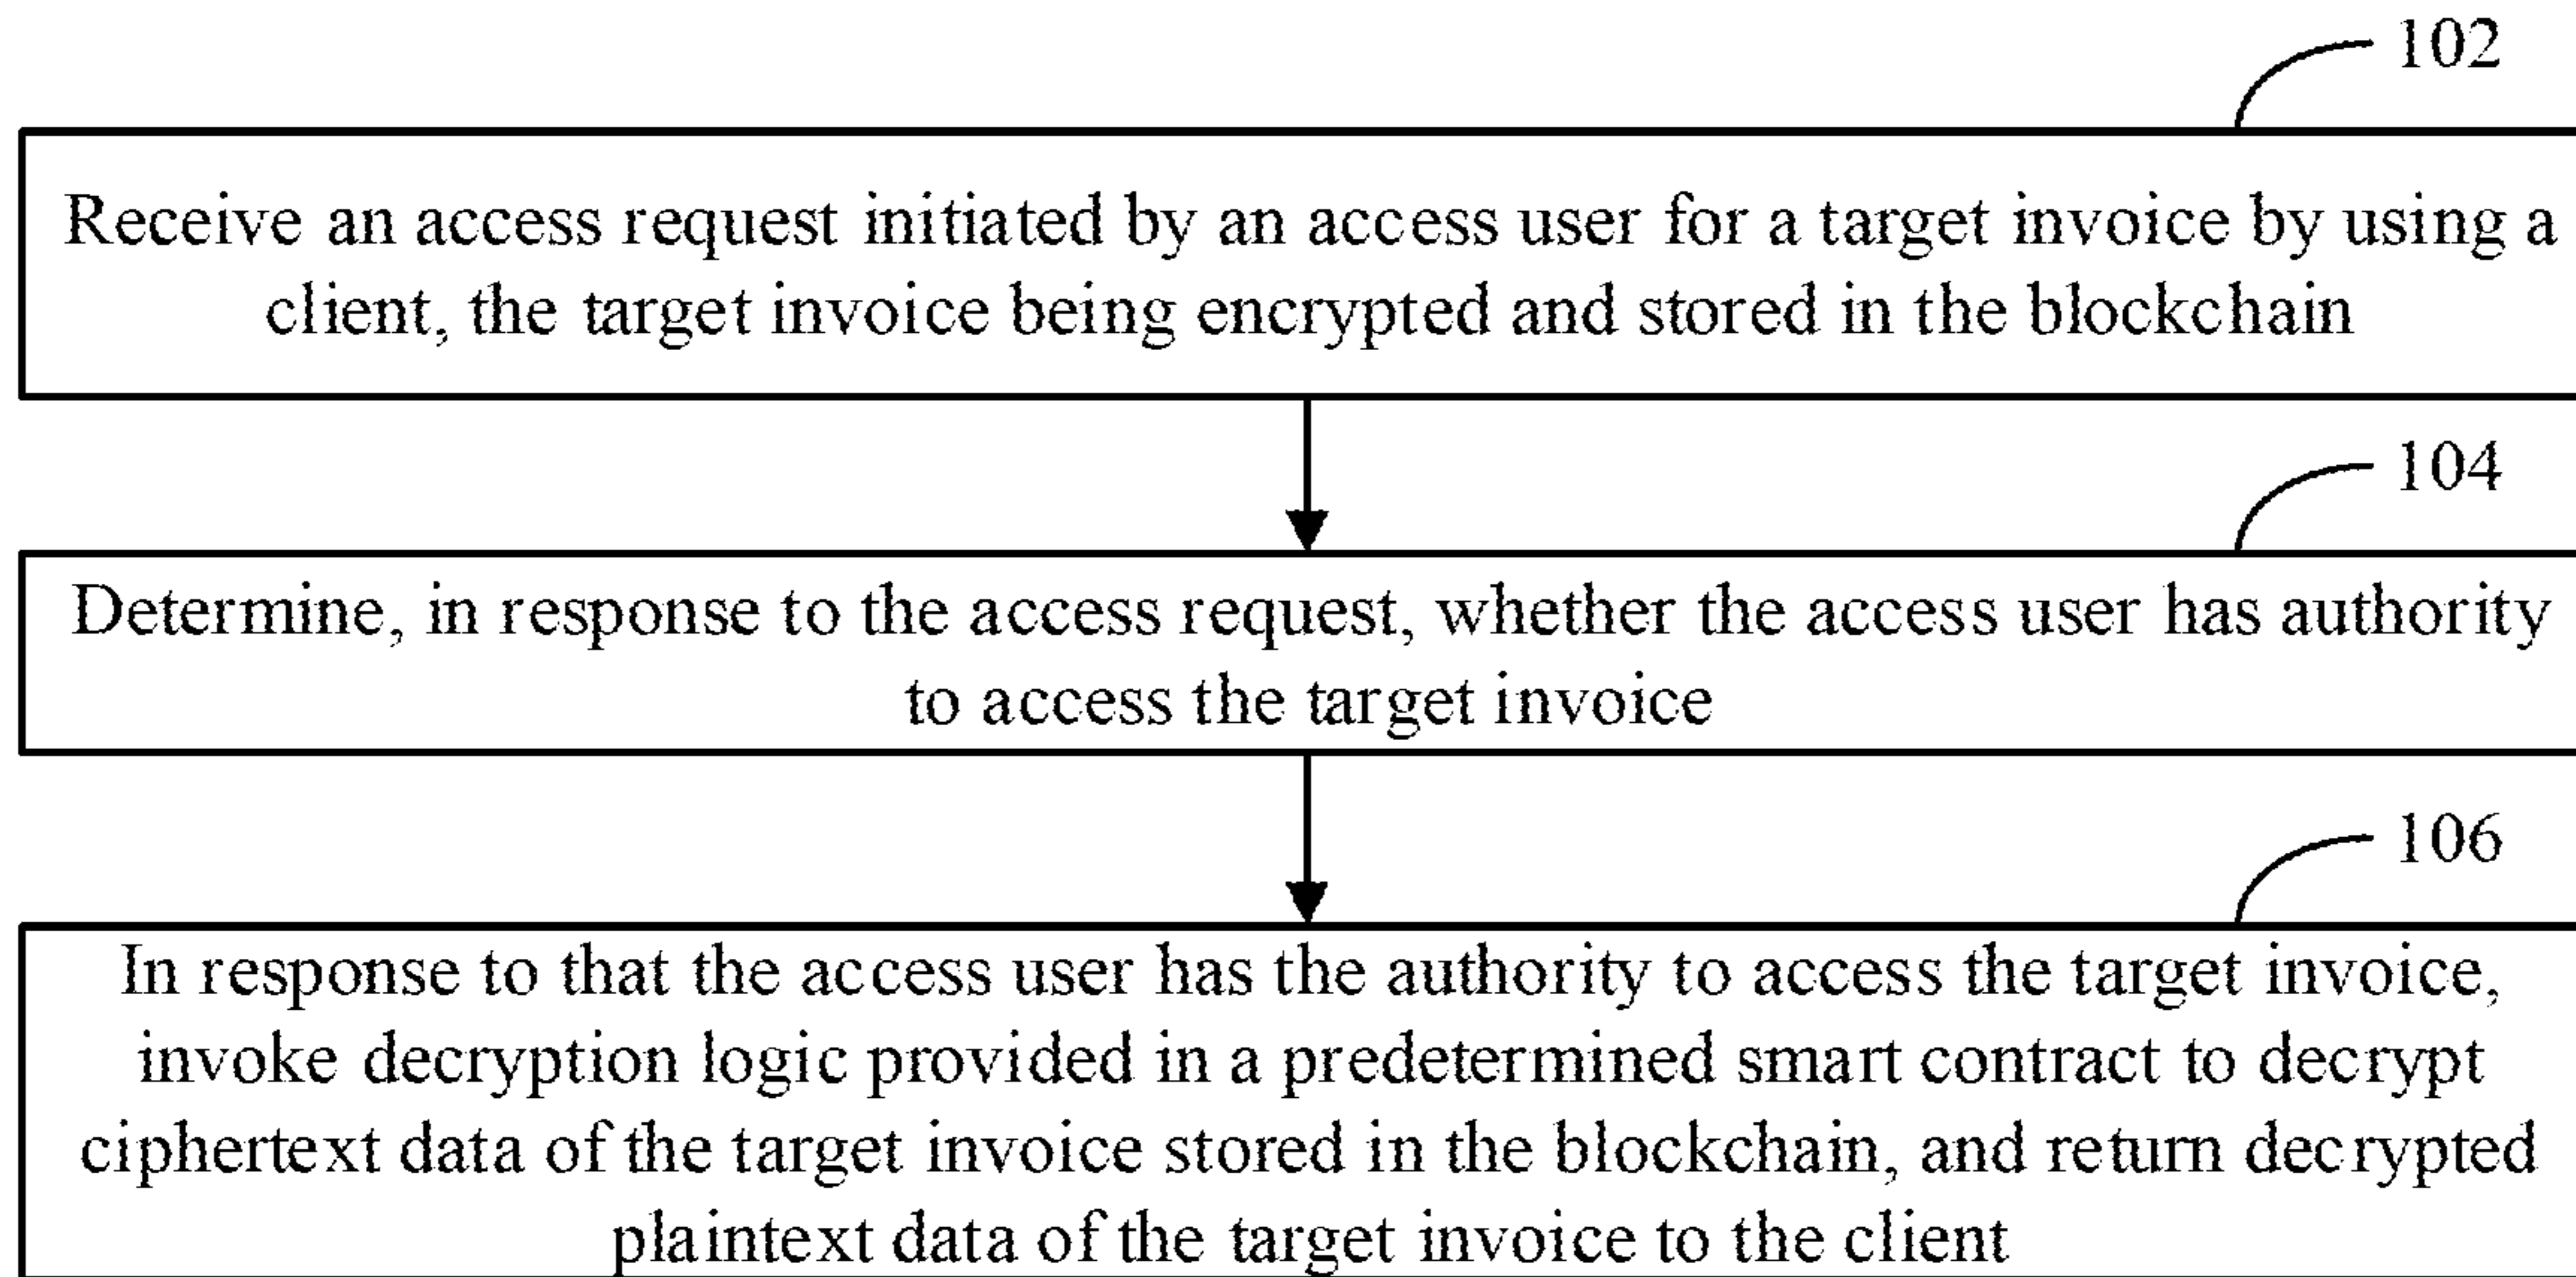 102
Receive an access request initiated by an access user for a target invoice by using a
client, the target invoice being encrypted and stored in the blockchain
104
Determine, in response to the access request, whether the access user has authority
to access the target invoice
106
In response to that the access user has the authority to access the target invoice,
invoke decryption logic provided in a predetermined smart contract to decrypt
ciphertext data of the target invoice stored in the blockchain, and return decrypted
plaintext data of the target invoice to the client